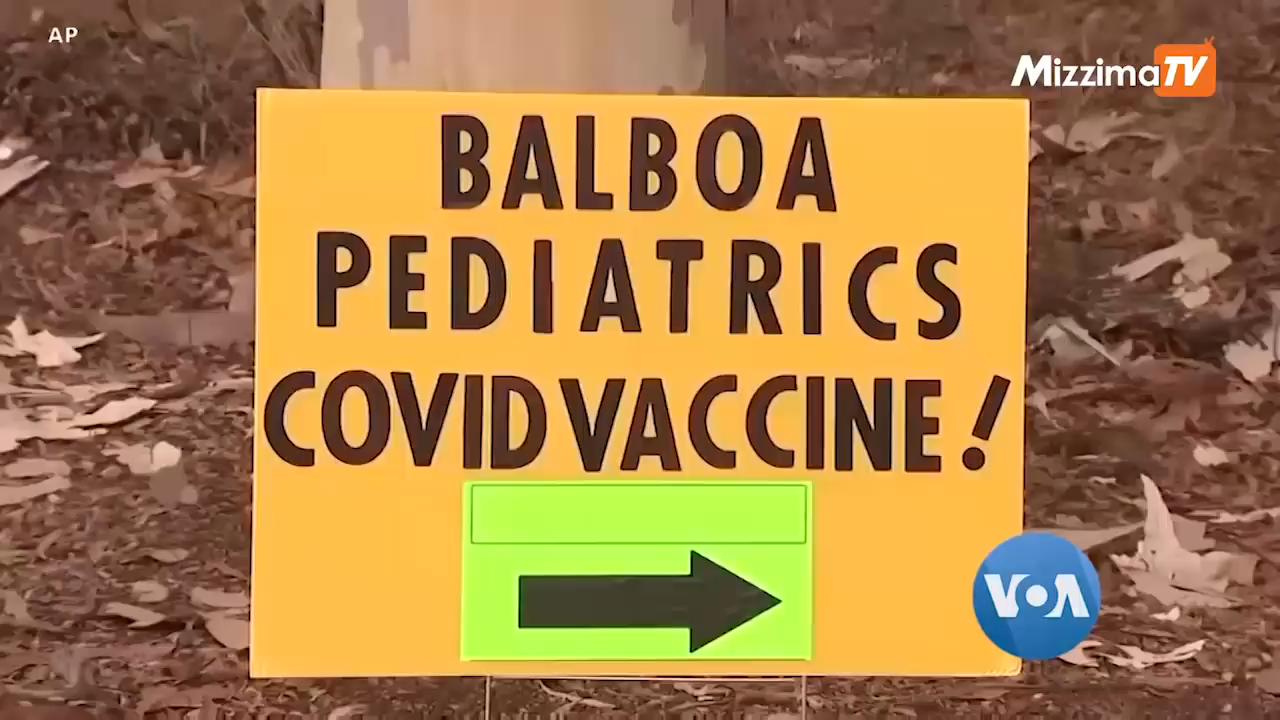 AP
MizzimaTV
BALBOA
PEDIATRICS
COVID VACCINE!
VOA